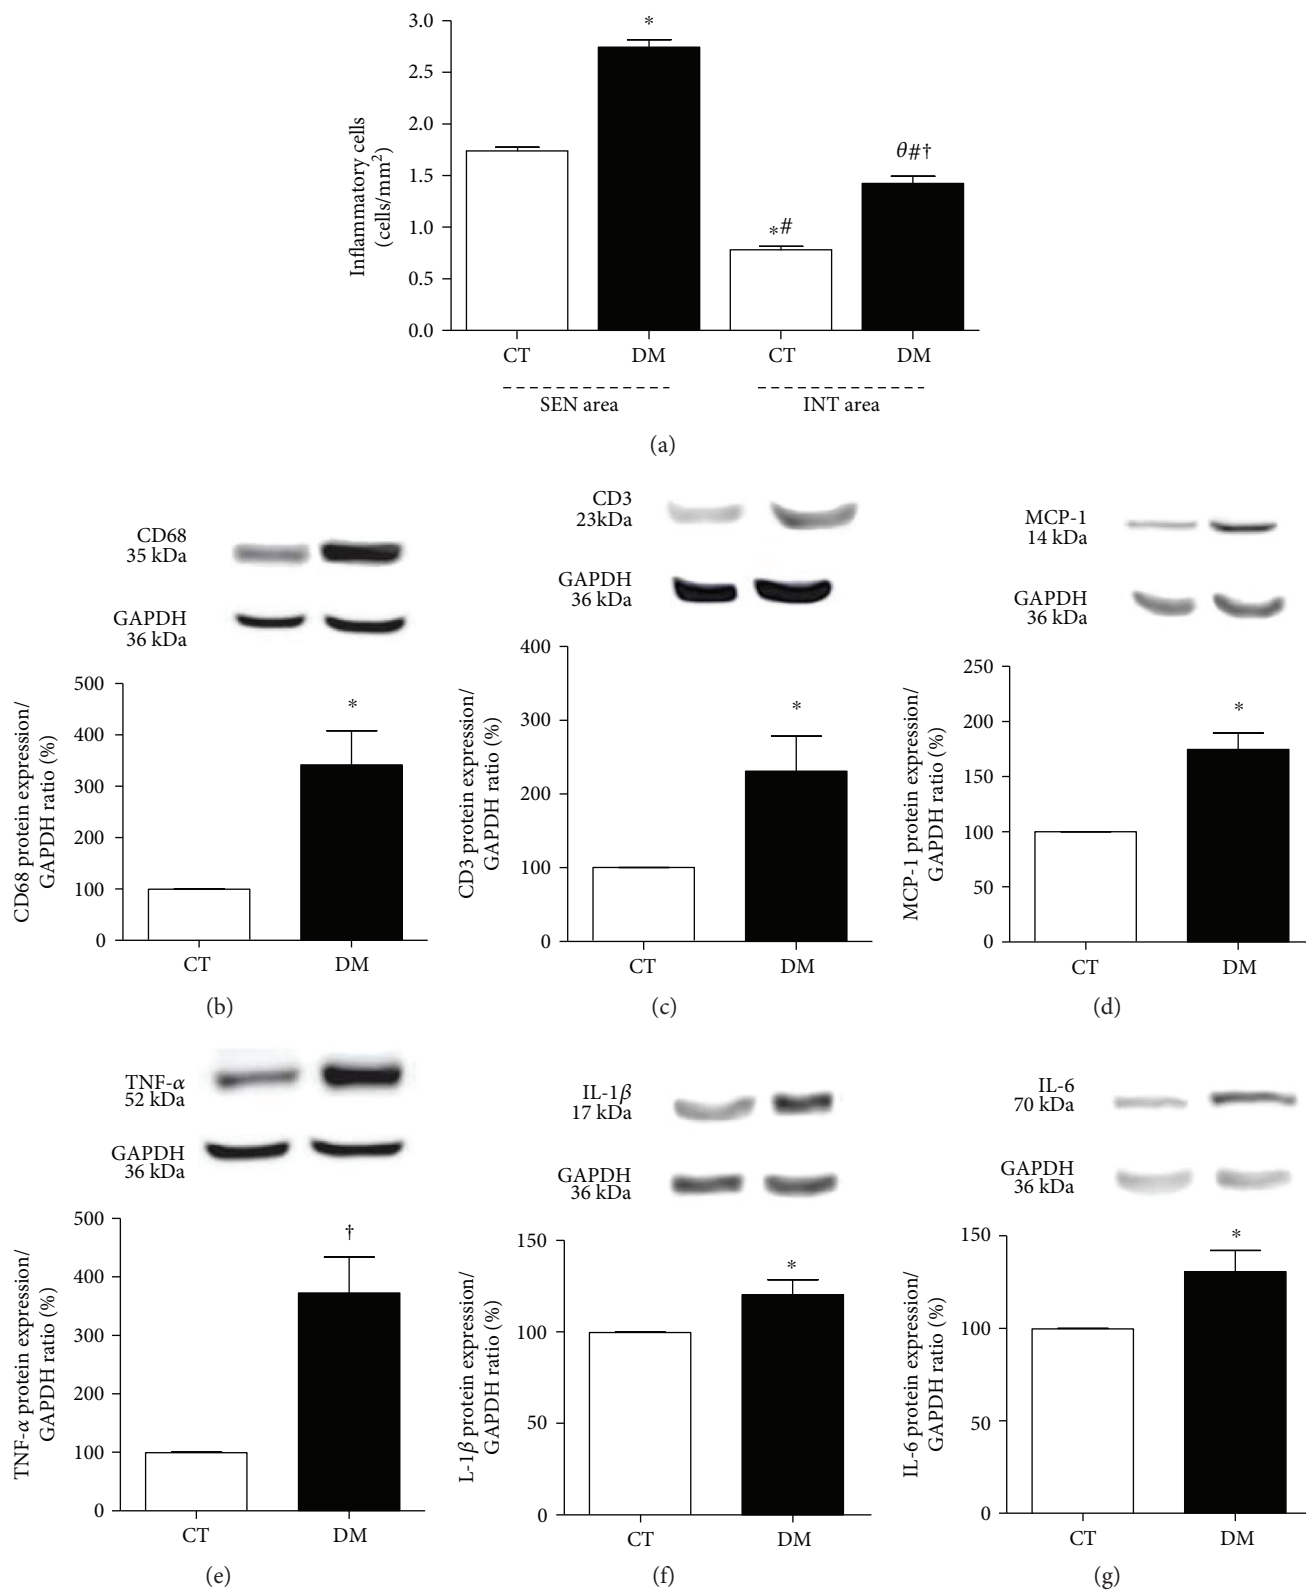 3.0
2.5
2.0
1.5
1.0
0.5
0.0
Inflammatory cells
(cells/mm²)
*
*#
θ#†
CT DM CT DM
SEN area INT area
(a)
CD68
35 kDa
GAPDH
36 kDa
500
400
300
200
100
0
CD68 protein expression/
GAPDH ratio (%)
*
CT DM
(b)
CD3
23kDa
GAPDH
36 kDa
400
300
200
100
0
CD3 protein expression/
GAPDH ratio (%)
*
CT DM
(c)
MCP-1
14 kDa
GAPDH
36 kDa
250
200
150
100
50
0
MCP-1 protein expression/
GAPDH ratio (%)
*
CT DM
(d)
TNF-α
52 kDa
GAPDH
36 kDa
500
400
300
200
100
0
TNF-α protein expression/
GAPDH ratio (%)
†
CT DM
(e)
IL-1β
17 kDa
GAPDH
36 kDa
150
100
50
0
L-1β protein expression/
GAPDH ratio (%)
*
CT DM
(f)
IL-6
70 kDa
GAPDH
36 kDa
150
100
50
0
IL-6 protein expression/
GAPDH ratio (%)
*
CT DM
(g)